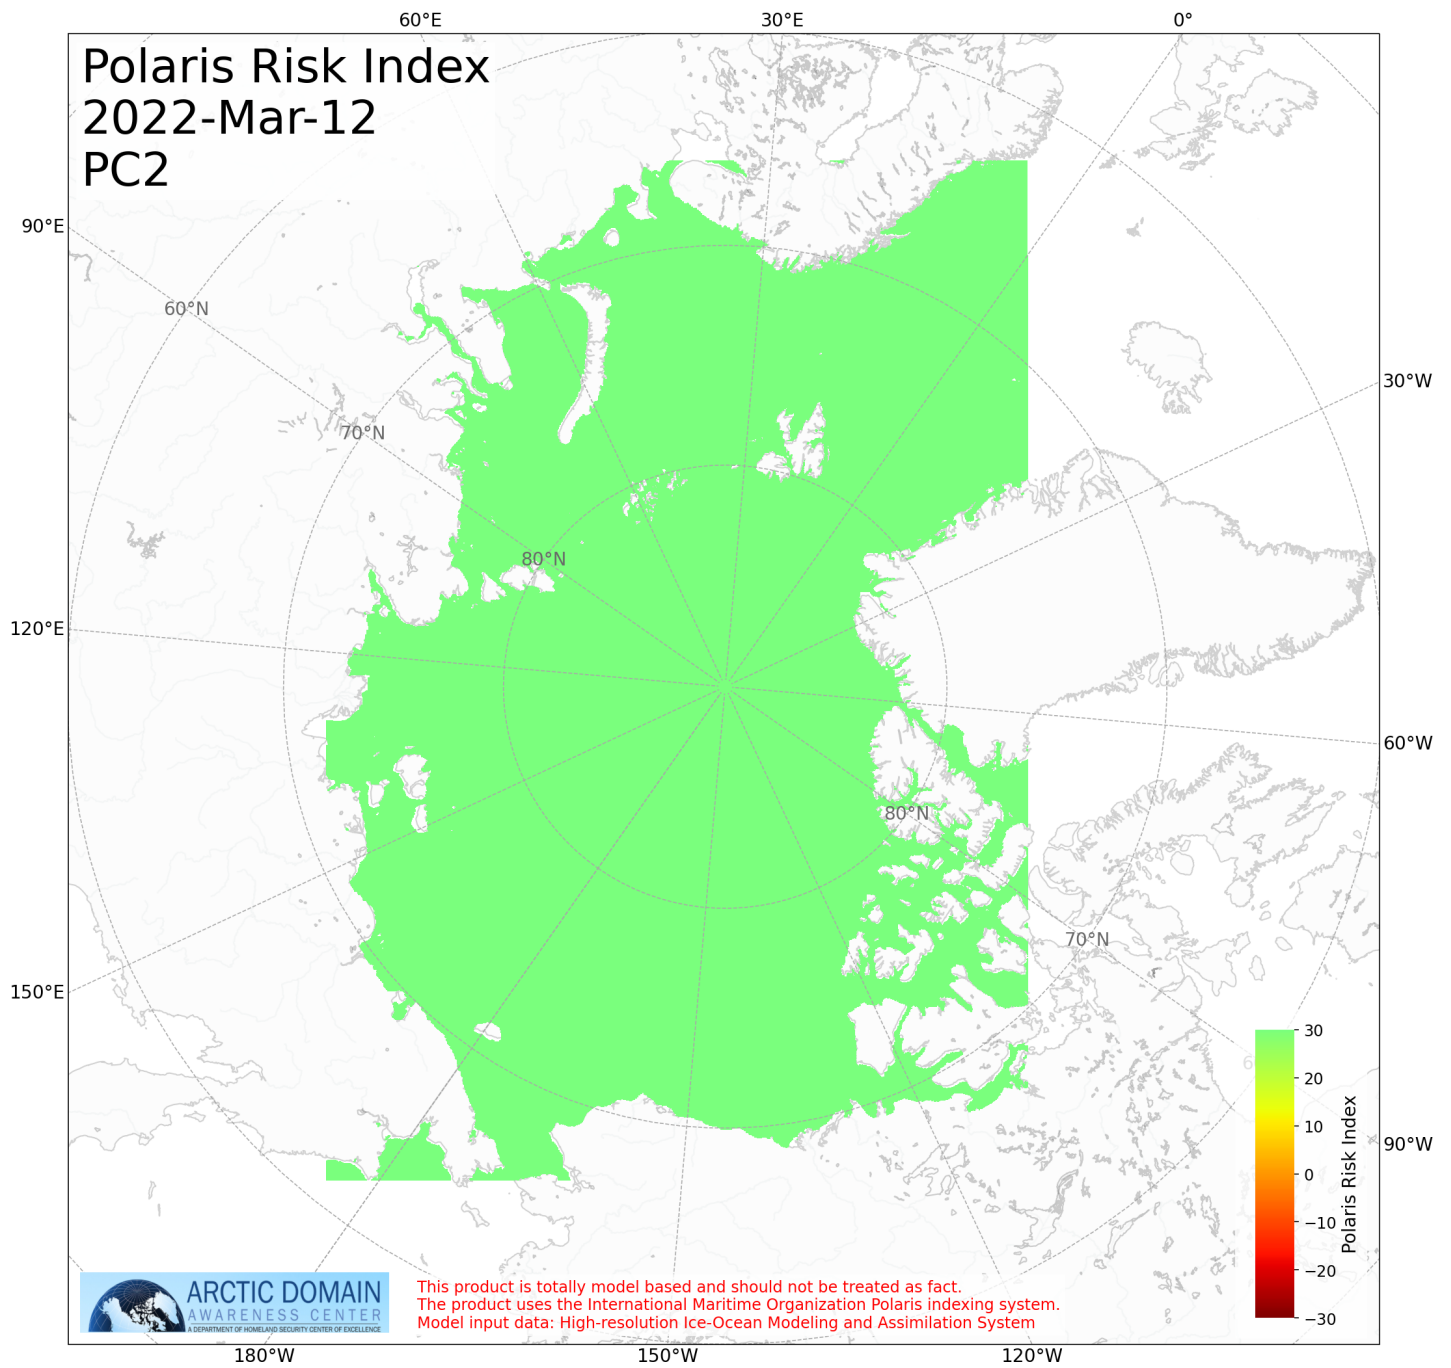 60°E
30°E
0°
Polaris Risk Index
2022-Mar-12
PC2
90°E
60°N
30°W
70°N
80°N
120°E
60°W
80°N
70°N
150°E
30
20
10
0
−10
−20
−30
Polaris Risk Index
90°W
ARCTIC DOMAIN
AWARENESS CENTER
A DEPARTMENT OF HOMELAND SECURITY CENTER OF EXCELLENCE
This product is totally model based and should not be treated as fact.
The product uses the International Maritime Organization Polaris indexing system.
Model input data: High-resolution Ice-Ocean Modeling and Assimilation System
180°W
150°W
120°W